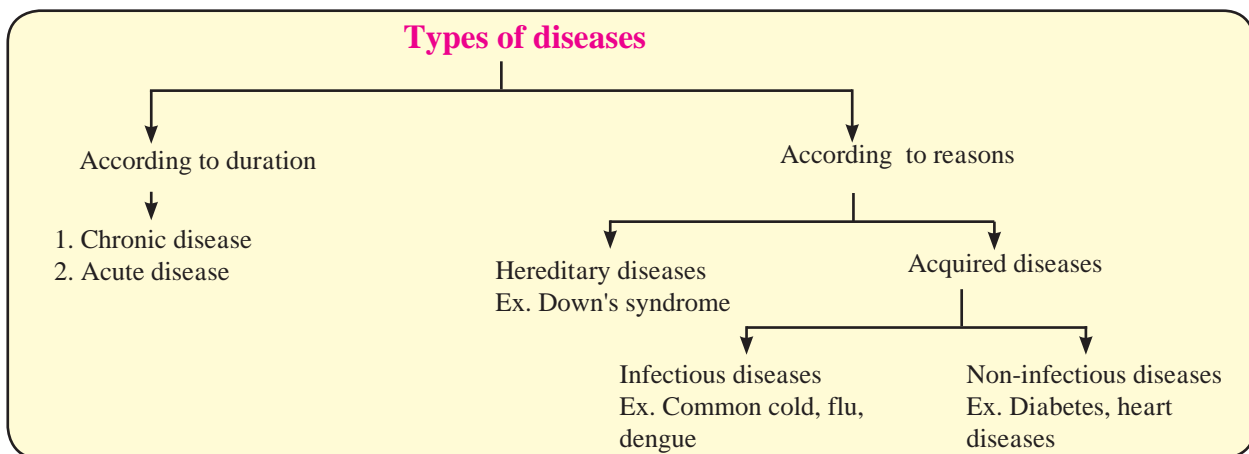 Types of diseases
According to duration
According to reasons
1. Chronic disease
2. Acute disease
Hereditary diseases
Ex. Down's syndrome
Acquired diseases
Infectious diseases
Ex. Common cold, flu,
dengue
Non-infectious diseases
Ex. Diabetes, heart
diseases